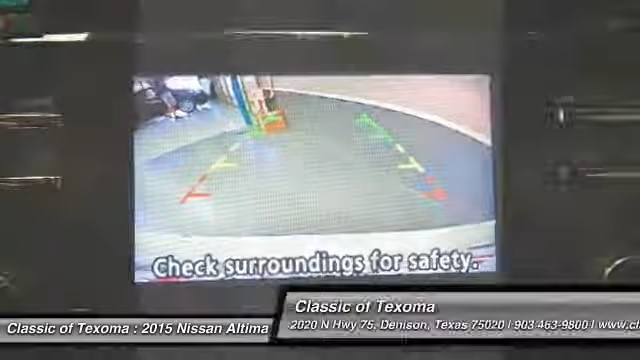 Check surroundings for safety.
Classic of Texoma
Classic of Texoma : 2015 Nissan Altima
2020 N Hwy 75, Denison, Texas 75020 | 903-463-9800 | www.cl